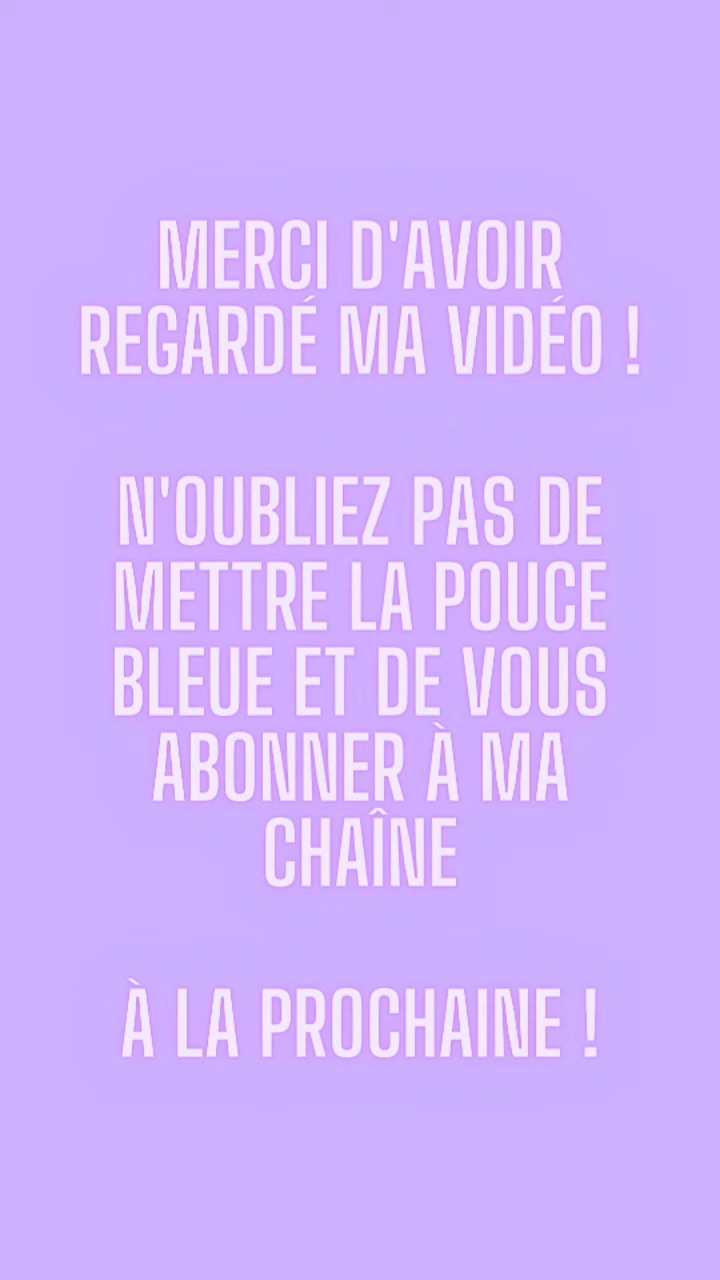 MERCI D'AVOIR
REGARDÉ MA VIDÉO !
N'OUBLIEZ PAS DE
METTRE LA POUCE
BLEUE ET DE VOUS
ABONNER À MA
CHAÎNE
À LA PROCHAINE !